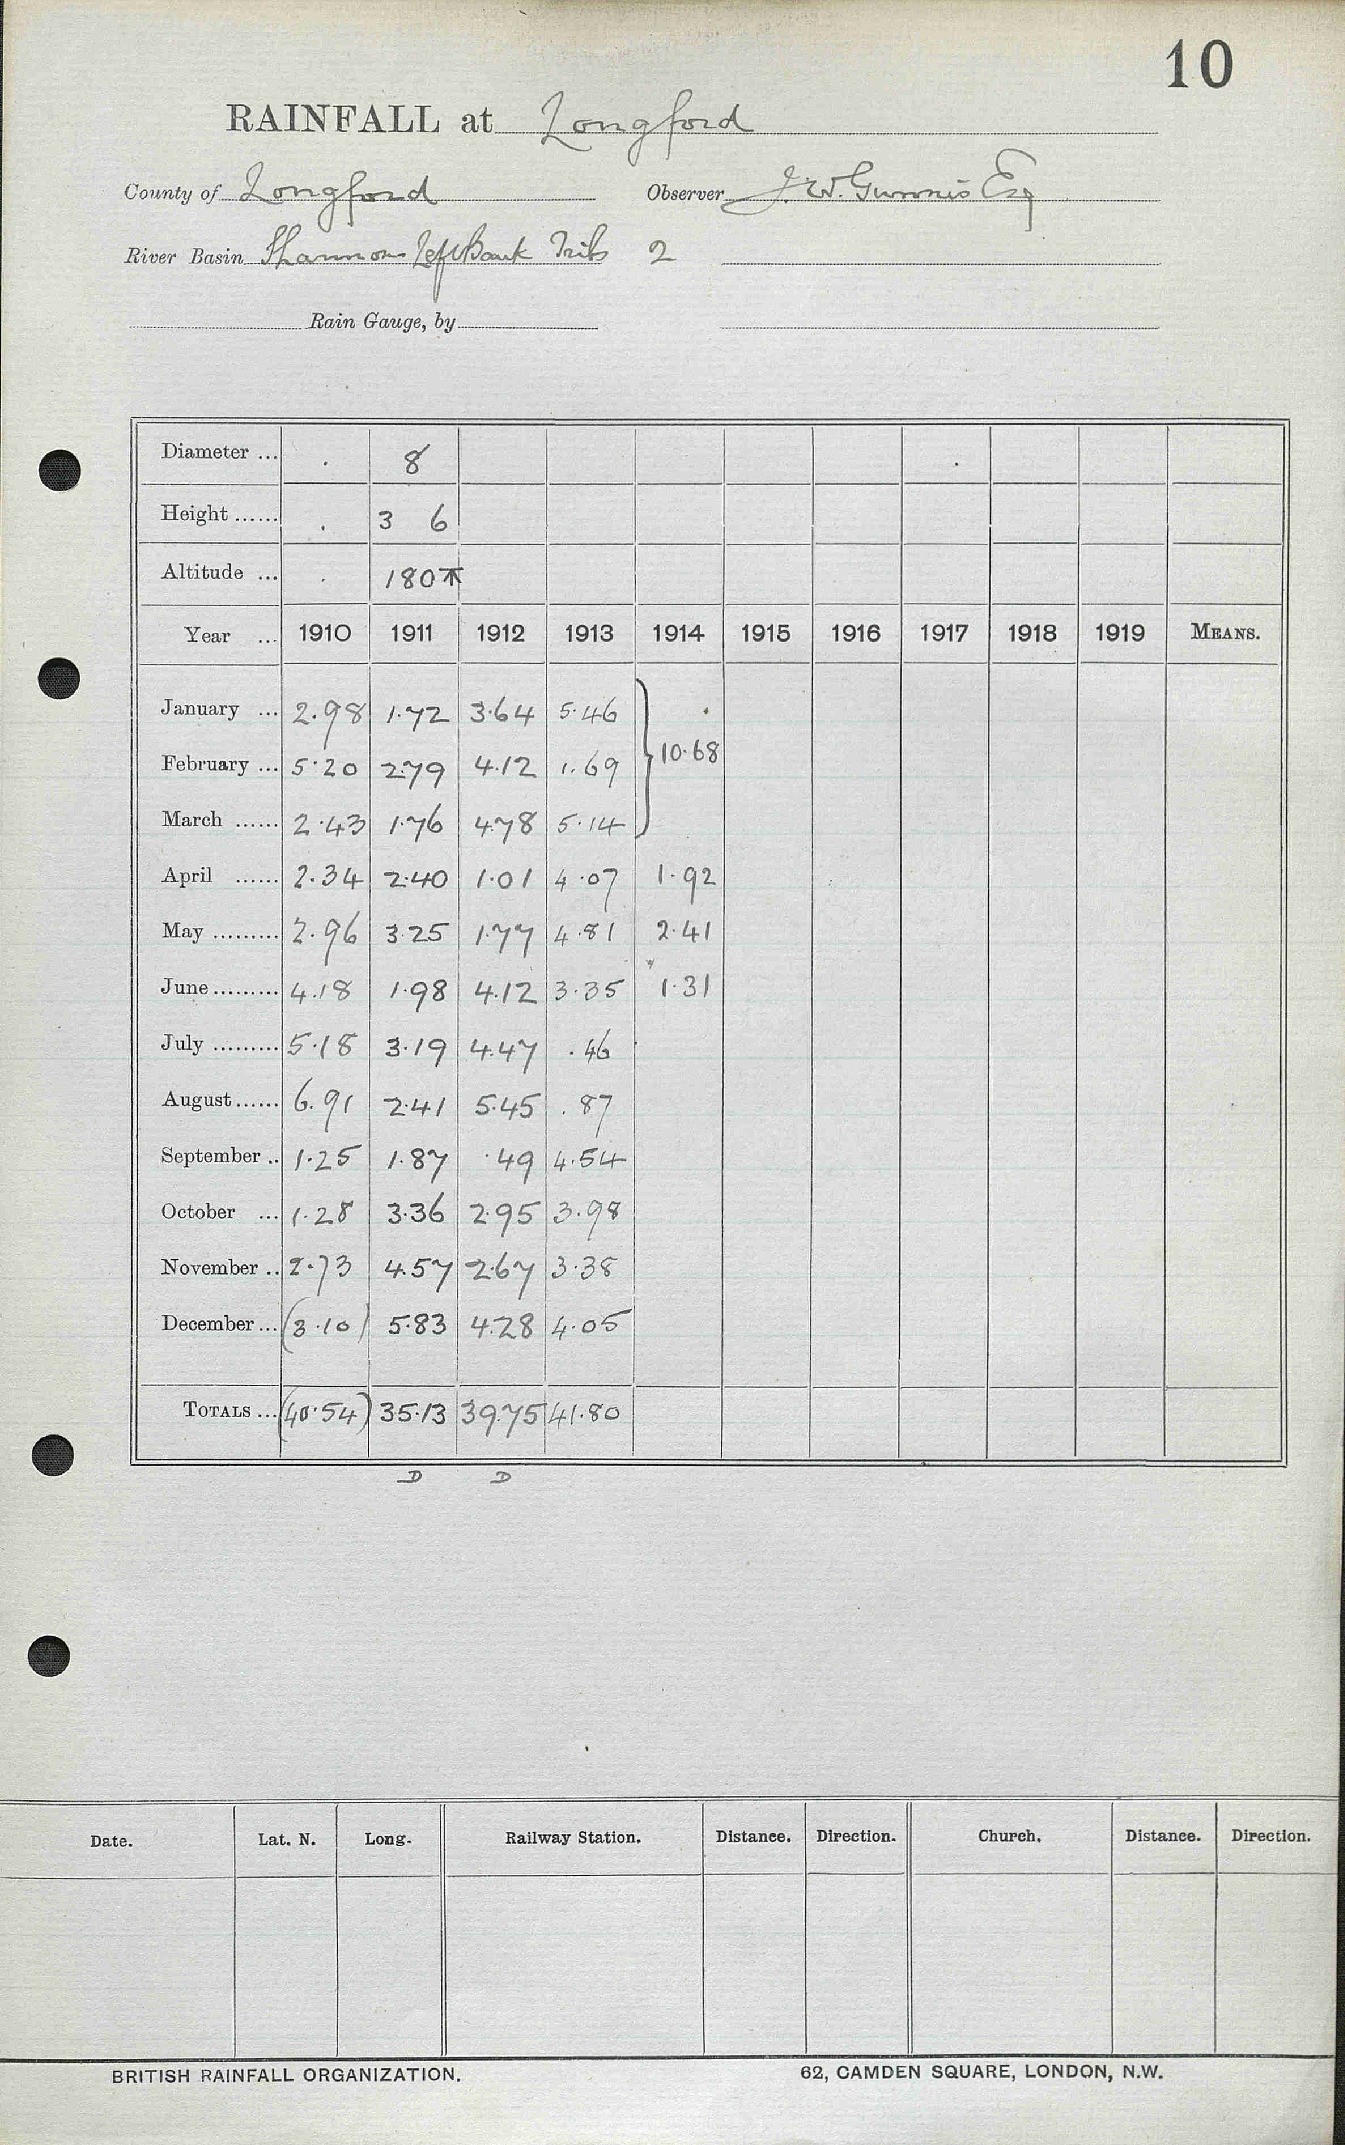 10
RAINFALL at Longford
County of Longford Observer J. W. Gunnis Esq
River Basin Shannon Left Bank Tribs 2
Rain Gauge, by
Diameter ... 8
Height ...... 3 6
Altitude ... 180
Year ... 1910 1911 1912 1913 1914 1915 1916 1917 1918 1919 MEANS.
January ... 2.98 1.72 3.64 5.46
February ... 5.20 2.79 4.12 1.69 10.68
March ...... 2.43 1.76 4.78 5.14
April ...... 2.34 2.40 1.01 4.07 1.92
May ......... 2.96 3.25 1.77 4.81 2.41
June ......... 4.18 1.98 4.12 3.35 1.31
July ......... 5.18 3.19 4.47 .46
August ...... 6.91 2.41 5.45 .87
September .. 1.25 1.87 .49 4.54
October ... 1.28 3.36 2.95 3.98
November .. 2.73 4.57 2.67 3.38
December ... (3.10) 5.83 4.28 4.05
TOTALS ... (40.54) 35.13 39.75 41.80
D D
Date. Lat. N. Long. Railway Station. Distance. Direction. Church. Distance. Direction.
BRITISH RAINFALL ORGANIZATION. 62, CAMDEN SQUARE, LONDON, N.W.